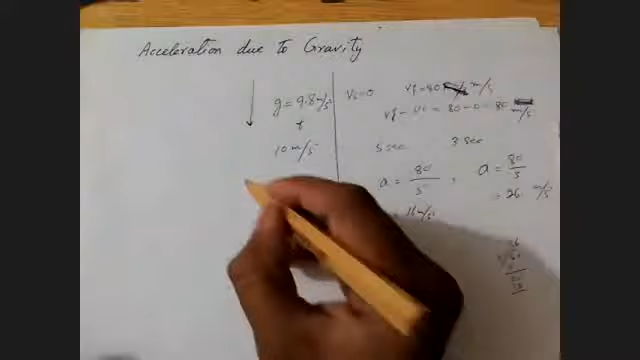 Acceleration due to Gravity
g = 9.8 m/s²
10 m/s
Vi = 0
Vf = 80 m/s
Vf - Vi = 80 - 0 = 80 m/s
5 sec
3 sec
a = 80/5
a = 80/3
= 26 m/s
16 m/s²